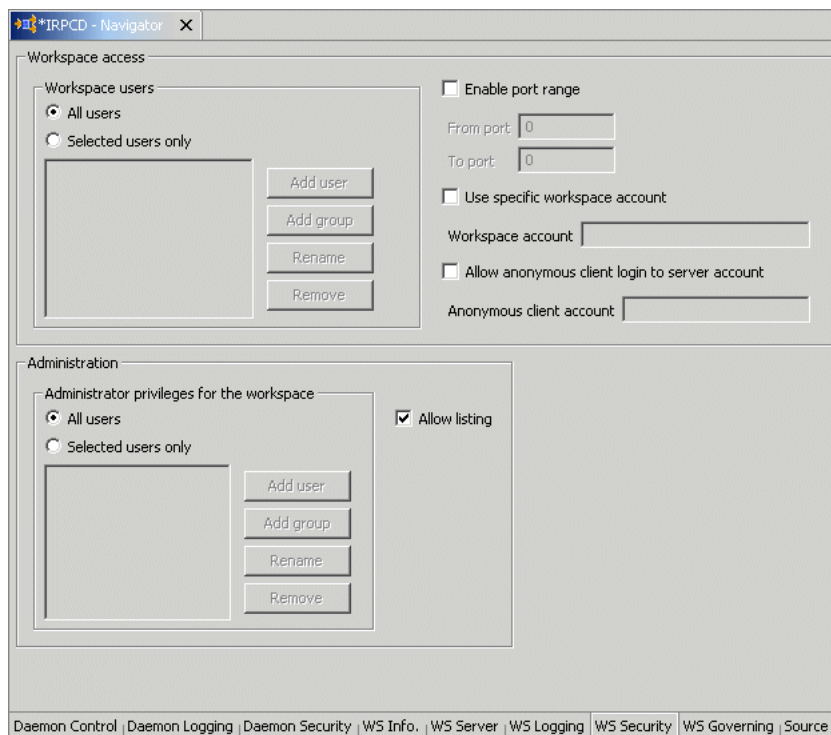 *IRPCD - Navigator X
Workspace access
Workspace users
All users
Selected users only
Add user
Add group
Rename
Remove
Enable port range
From port 0
To port 0
Use specific workspace account
Workspace account
Allow anonymous client login to server account
Anonymous client account
Administration
Administrator privileges for the workspace
All users
Selected users only
Add user
Add group
Rename
Remove
Allow listing
Daemon Control Daemon Logging Daemon Security WS Info. WS Server WS Logging WS Security WS Governing Source